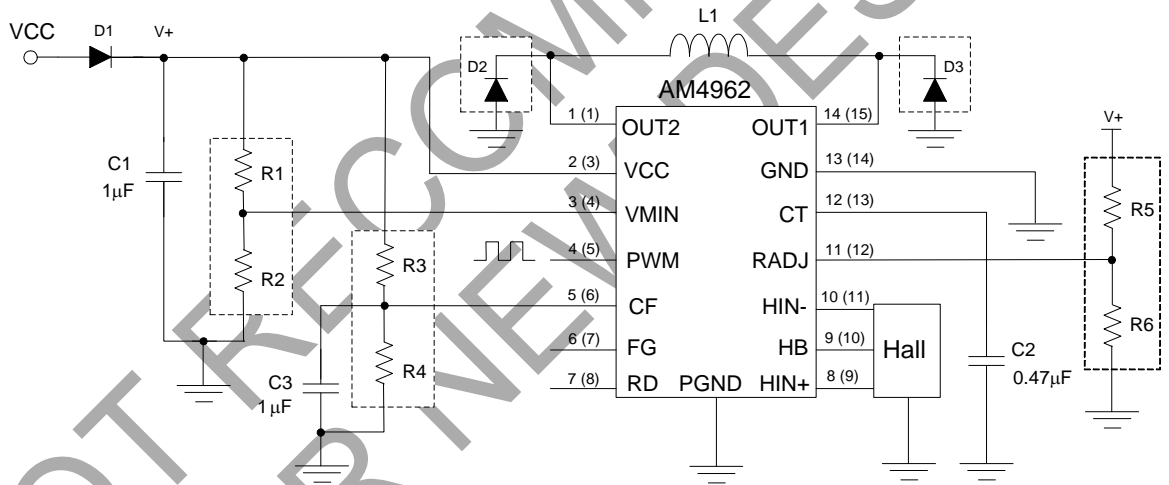 L1
VCC
D1
V+
D2
D3
AM4962
1 (1)
OUT2
OUT1
14 (15)
V+
C1
1µF
R1
2 (3)
VCC
GND
13 (14)
3 (4)
VMIN
CT
12 (13)
R5
R2
R3
4 (5)
PWM
RADJ
11 (12)
5 (6)
CF
HIN-
10 (11)
R6
6 (7)
FG
HB
9 (10)
Hall
C2
0.47µF
C3
1µF
R4
7 (8)
RD
PGND
HIN+
8 (9)